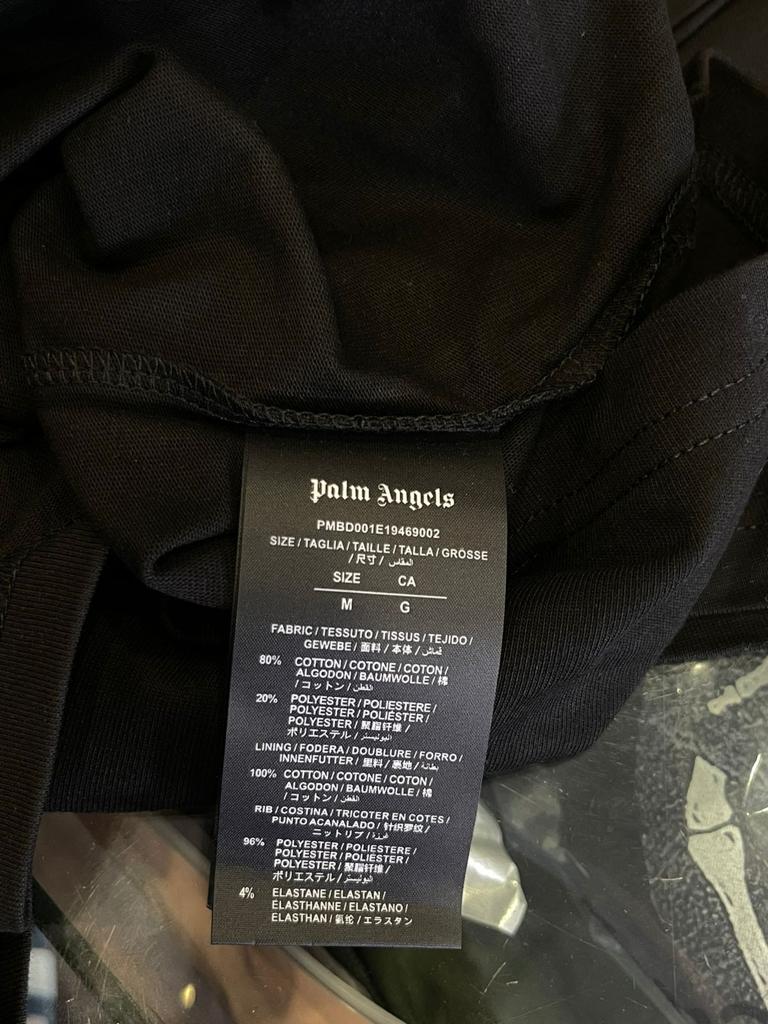 Palm Angels
PMBD001E19469002
SIZE / TAGLIA / TAILLE / TALLA / GRÖSSE
/ 尺寸 / المقاس
SIZE CA
M G
FABRIC / TESSUTO / TISSUS / TEJIDO /
GEWEBE / 面料 / 本体 / قماش
80% COTTON / COTONE / COTON /
ALGODON / BAUMWOLLE / 棉
/ コットン / القطن
20% POLYESTER / POLIESTERE /
POLYESTER / POLIÉSTER /
POLYESTER / 聚酯纤维 /
ポリエステル / البوليستر
LINING / FODERA / DOUBLURE / FORRO /
INNENFUTTER / 里料 / 裏地 / بطانة
100% COTTON / COTONE / COTON /
ALGODON / BAUMWOLLE / 棉
/ コットン / القطن
RIB / COSTINA / TRICOTER EN COTES /
PUNTO ACANALADO / 针织罗纹 /
ニットリブ /
96% POLYESTER / POLIESTERE /
POLYESTER / POLIÉSTER /
POLYESTER / 聚酯纤维 /
ポリエステル / البوليستر
4% ELASTANE / ELASTAN /
ELASTHANNE / ELASTANO /
ELASTHAN / 氨纶 / エラスタン